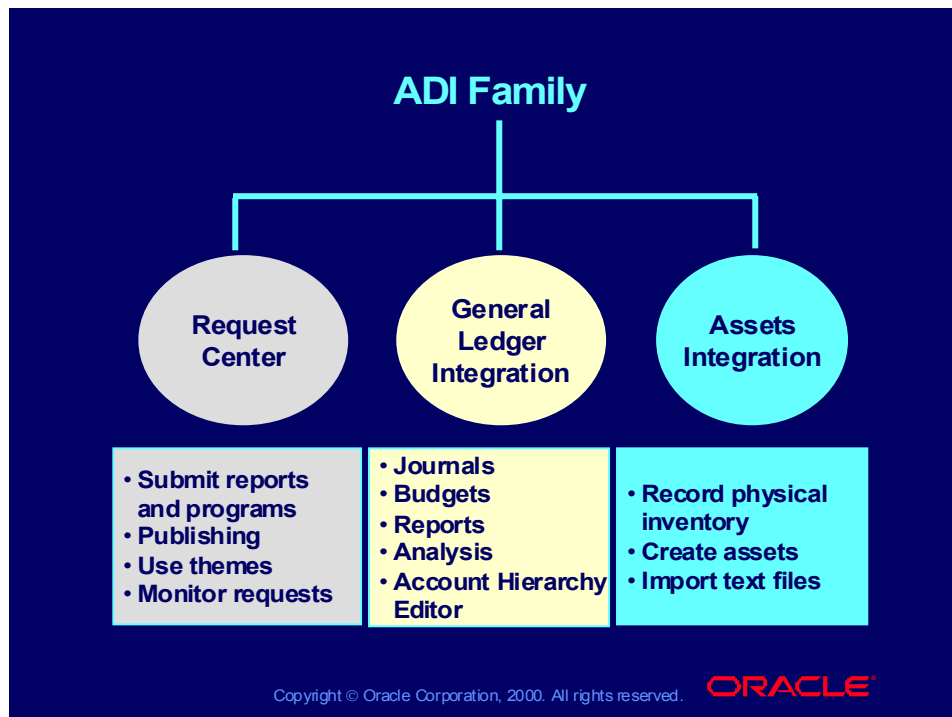 ADI Family
Request
Center
General
Ledger
Integration
Assets
Integration
• Submit reports
and programs
• Publishing
• Use themes
• Monitor requests
• Journals
• Budgets
• Reports
• Analysis
• Account Hierarchy
Editor
• Record physical
inventory
• Create assets
• Import text files
Copyright © Oracle Corporation, 2000. All rights reserved.
ORACLE®